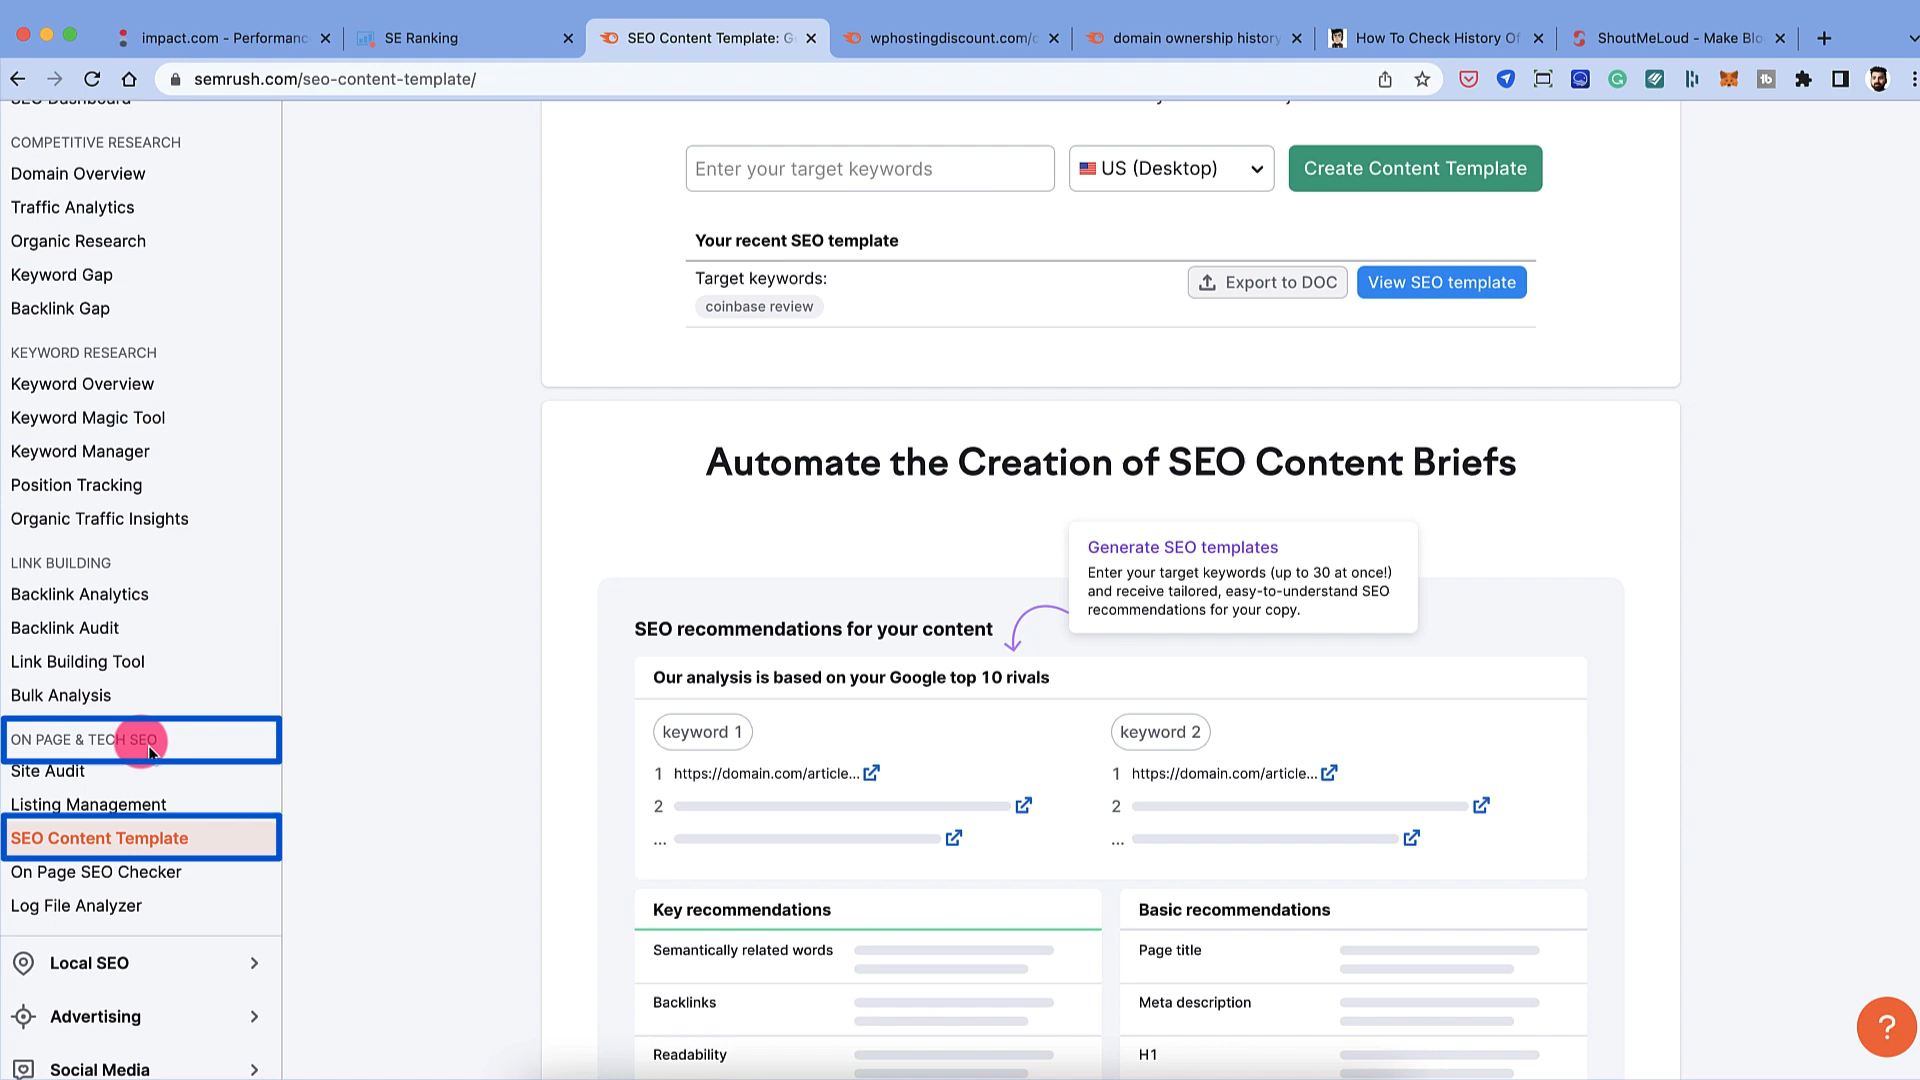 impact.com - Performanc
SE Ranking
SEO Content Template: G
wphostingdiscount.com/c
domain ownership history
How To Check History Of
ShoutMeLoud - Make Blo
semrush.com/seo-content-template/
SEO Dashboard
COMPETITIVE RESEARCH
Domain Overview
Traffic Analytics
Organic Research
Keyword Gap
Backlink Gap
KEYWORD RESEARCH
Keyword Overview
Keyword Magic Tool
Keyword Manager
Position Tracking
Organic Traffic Insights
LINK BUILDING
Backlink Analytics
Backlink Audit
Link Building Tool
Bulk Analysis
ON PAGE & TECH SEO
Site Audit
Listing Management
SEO Content Template
On Page SEO Checker
Log File Analyzer
Local SEO
Advertising
Social Media
Enter your target keywords
US (Desktop)
Create Content Template
Your recent SEO template
Target keywords:
coinbase review
Export to DOC
View SEO template
Automate the Creation of SEO Content Briefs
Generate SEO templates
Enter your target keywords (up to 30 at once!)
and receive tailored, easy-to-understand SEO
recommendations for your copy.
SEO recommendations for your content
Our analysis is based on your Google top 10 rivals
keyword 1
1 https://domain.com/article...
2
...
keyword 2
1 https://domain.com/article...
2
...
Key recommendations
Semantically related words
Backlinks
Readability
Basic recommendations
Page title
Meta description
H1
?